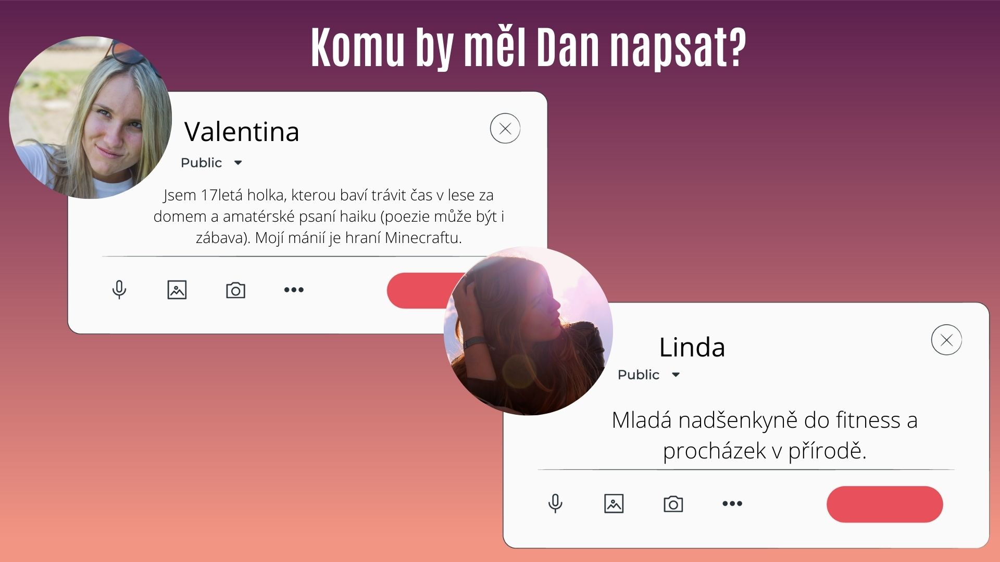 Komu by měl Dan napsat?
Valentina
Public
Jsem 17letá holka, kterou baví trávit čas v lese za
domem a amatérské psaní haiku (poezie může být i
zábava). Mojí mánií je hraní Minecraftu.
Linda
Public
Mladá nadšenkyně do fitness a
procházek v přírodě.